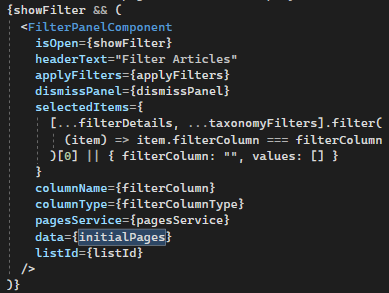 {showFilter && (
<FilterPanelComponent
isOpen={showFilter}
headerText="Filter Articles"
applyFilters={applyFilters}
dismissPanel={dismissPanel}
selectedItems={
[...filterDetails, ...taxonomyFilters].filter(
(item) => item.filterColumn === filterColumn
)[0] || { filterColumn: "", values: [] }
}
columnName={filterColumn}
columnType={filterColumnType}
pagesService={pagesService}
data={initialPages}
listId={listId}
/>
)}